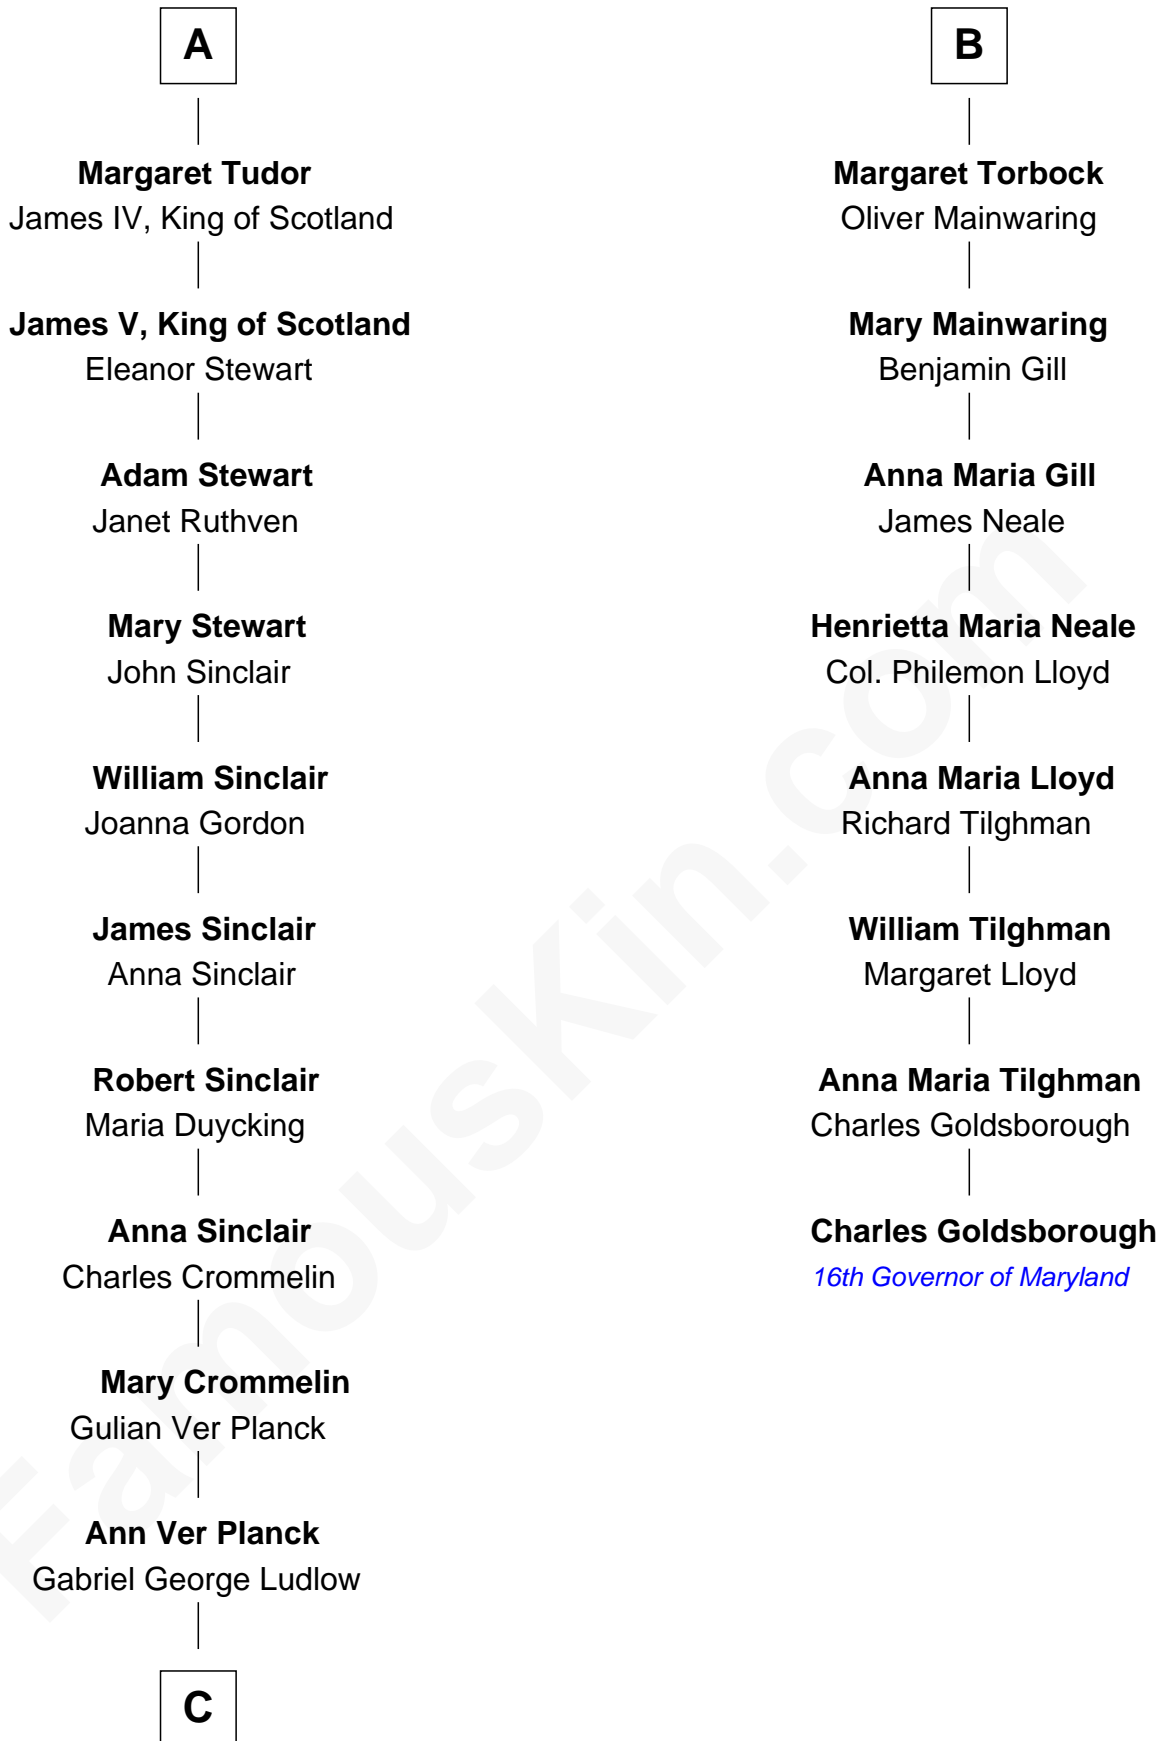 A
Margaret Tudor
James IV, King of Scotland
James V, King of Scotland
Eleanor Stewart
Adam Stewart
Janet Ruthven
Mary Stewart
John Sinclair
William Sinclair
Joanna Gordon
James Sinclair
Anna Sinclair
Robert Sinclair
Maria Duycking
Anna Sinclair
Charles Crommelin
Mary Crommelin
Gulian Ver Planck
Ann Ver Planck
Gabriel George Ludlow
C
B
Margaret Torbock
Oliver Mainwaring
Mary Mainwaring
Benjamin Gill
Anna Maria Gill
James Neale
Henrietta Maria Neale
Col. Philemon Lloyd
Anna Maria Lloyd
Richard Tilghman
William Tilghman
Margaret Lloyd
Anna Maria Tilghman
Charles Goldsborough
Charles Goldsborough
16th Governor of Maryland
FamousKin.com